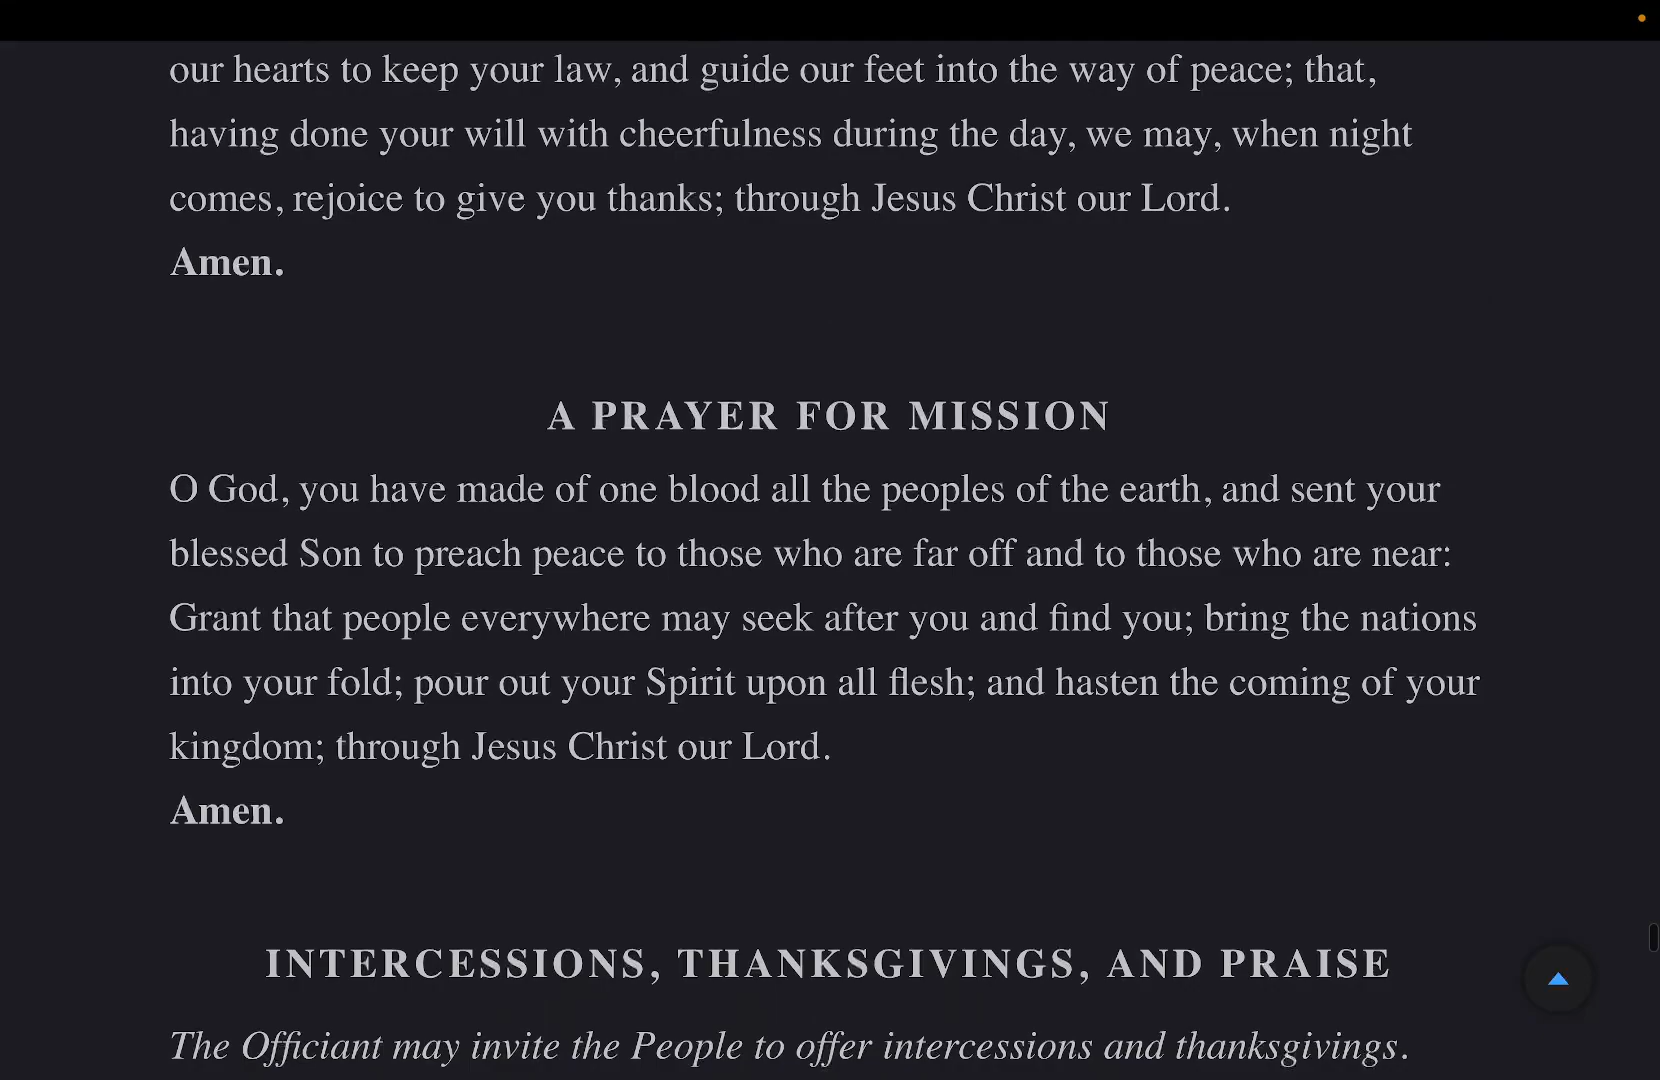 our hearts to keep your law, and guide our feet into the way of peace; that,
having done your will with cheerfulness during the day, we may, when night
comes, rejoice to give you thanks; through Jesus Christ our Lord.
Amen.
A PRAYER FOR MISSION
O God, you have made of one blood all the peoples of the earth, and sent your
blessed Son to preach peace to those who are far off and to those who are near:
Grant that people everywhere may seek after you and find you; bring the nations
into your fold; pour out your Spirit upon all flesh; and hasten the coming of your
kingdom; through Jesus Christ our Lord.
Amen.
INTERCESSIONS, THANKSGIVINGS, AND PRAISE
The Officiant may invite the People to offer intercessions and thanksgivings.